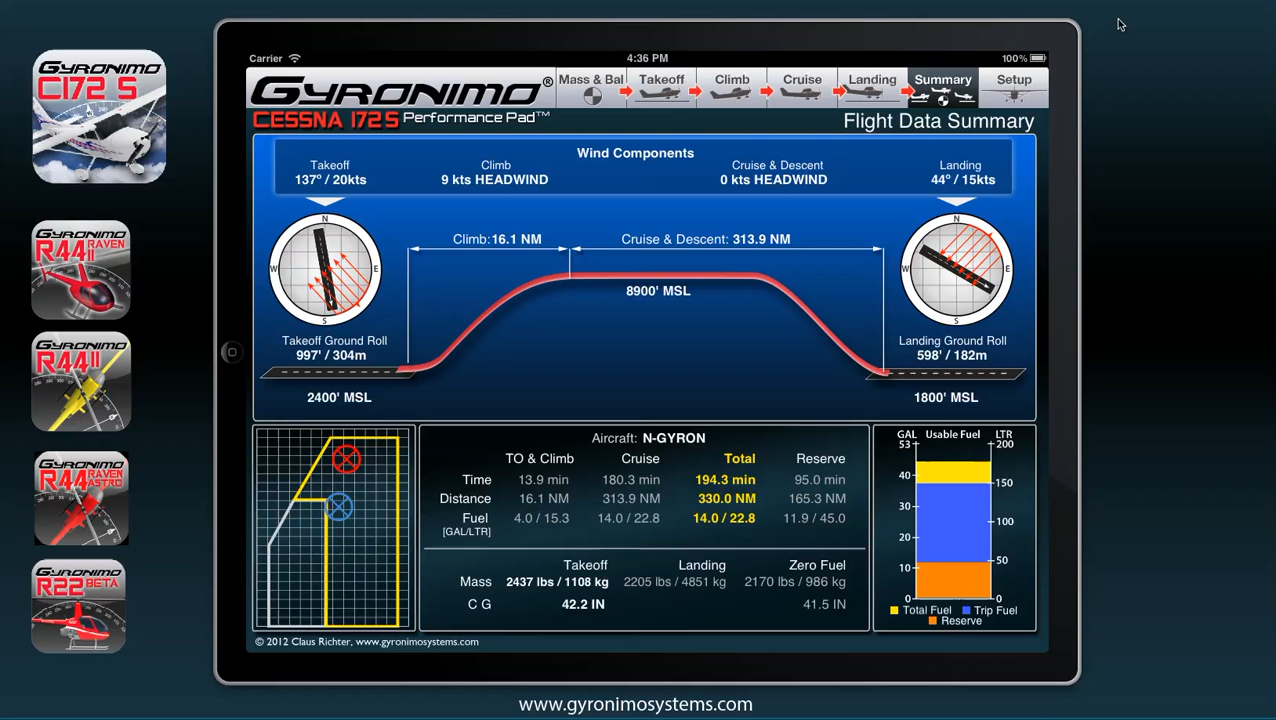 Carrier
4:36 PM
100%
GYRONIMO
C172 S
GYRONIMO
R44 RAVEN II
GYRONIMO
R44 II
GYRONIMO
R44 RAVEN ASTRO
GYRONIMO
R22 BETA
GYRONIMO®
Mass & Bal
Takeoff
Climb
Cruise
Landing
Summary
Setup
CESSNA 172S Performance Pad™
Flight Data Summary
Wind Components
Takeoff
137º / 20kts
Climb
9 kts HEADWIND
Cruise & Descent
0 kts HEADWIND
Landing
44º / 15kts
N
W E
S
N
W E
S
Climb:16.1 NM
Cruise & Descent: 313.9 NM
8900' MSL
Takeoff Ground Roll
997' / 304m
Landing Ground Roll
598' / 182m
2400' MSL
1800' MSL
Aircraft: N-GYRON
TO & Climb Cruise Total Reserve
Time 13.9 min 180.3 min 194.3 min 95.0 min
Distance 16.1 NM 313.9 NM 330.0 NM 165.3 NM
Fuel 4.0 / 15.3 14.0 / 22.8 14.0 / 22.8 11.9 / 45.0
[GAL/LTR]
Takeoff Landing Zero Fuel
Mass 2437 lbs / 1108 kg 2205 lbs / 4851 kg 2170 lbs / 986 kg
C G 42.2 IN 41.5 IN
GAL Usable Fuel LTR
53 200
40
150
30
100
20
50
10
0 0
Total Fuel Trip Fuel
Reserve
© 2012 Claus Richter, www.gyronimosystems.com
www.gyronimosystems.com